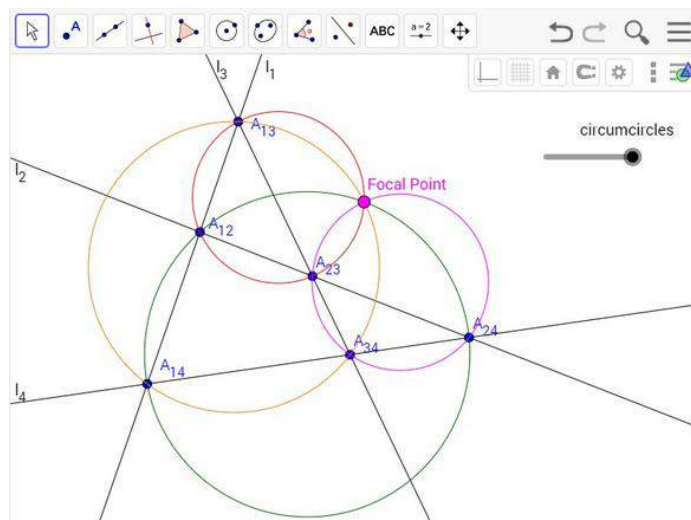 ABC
a=2
l₃
l₁
circumcircles
A₁₃
l₂
Focal Point
A₁₂
A₂₃
A₂₄
A₃₄
A₁₄
l₄